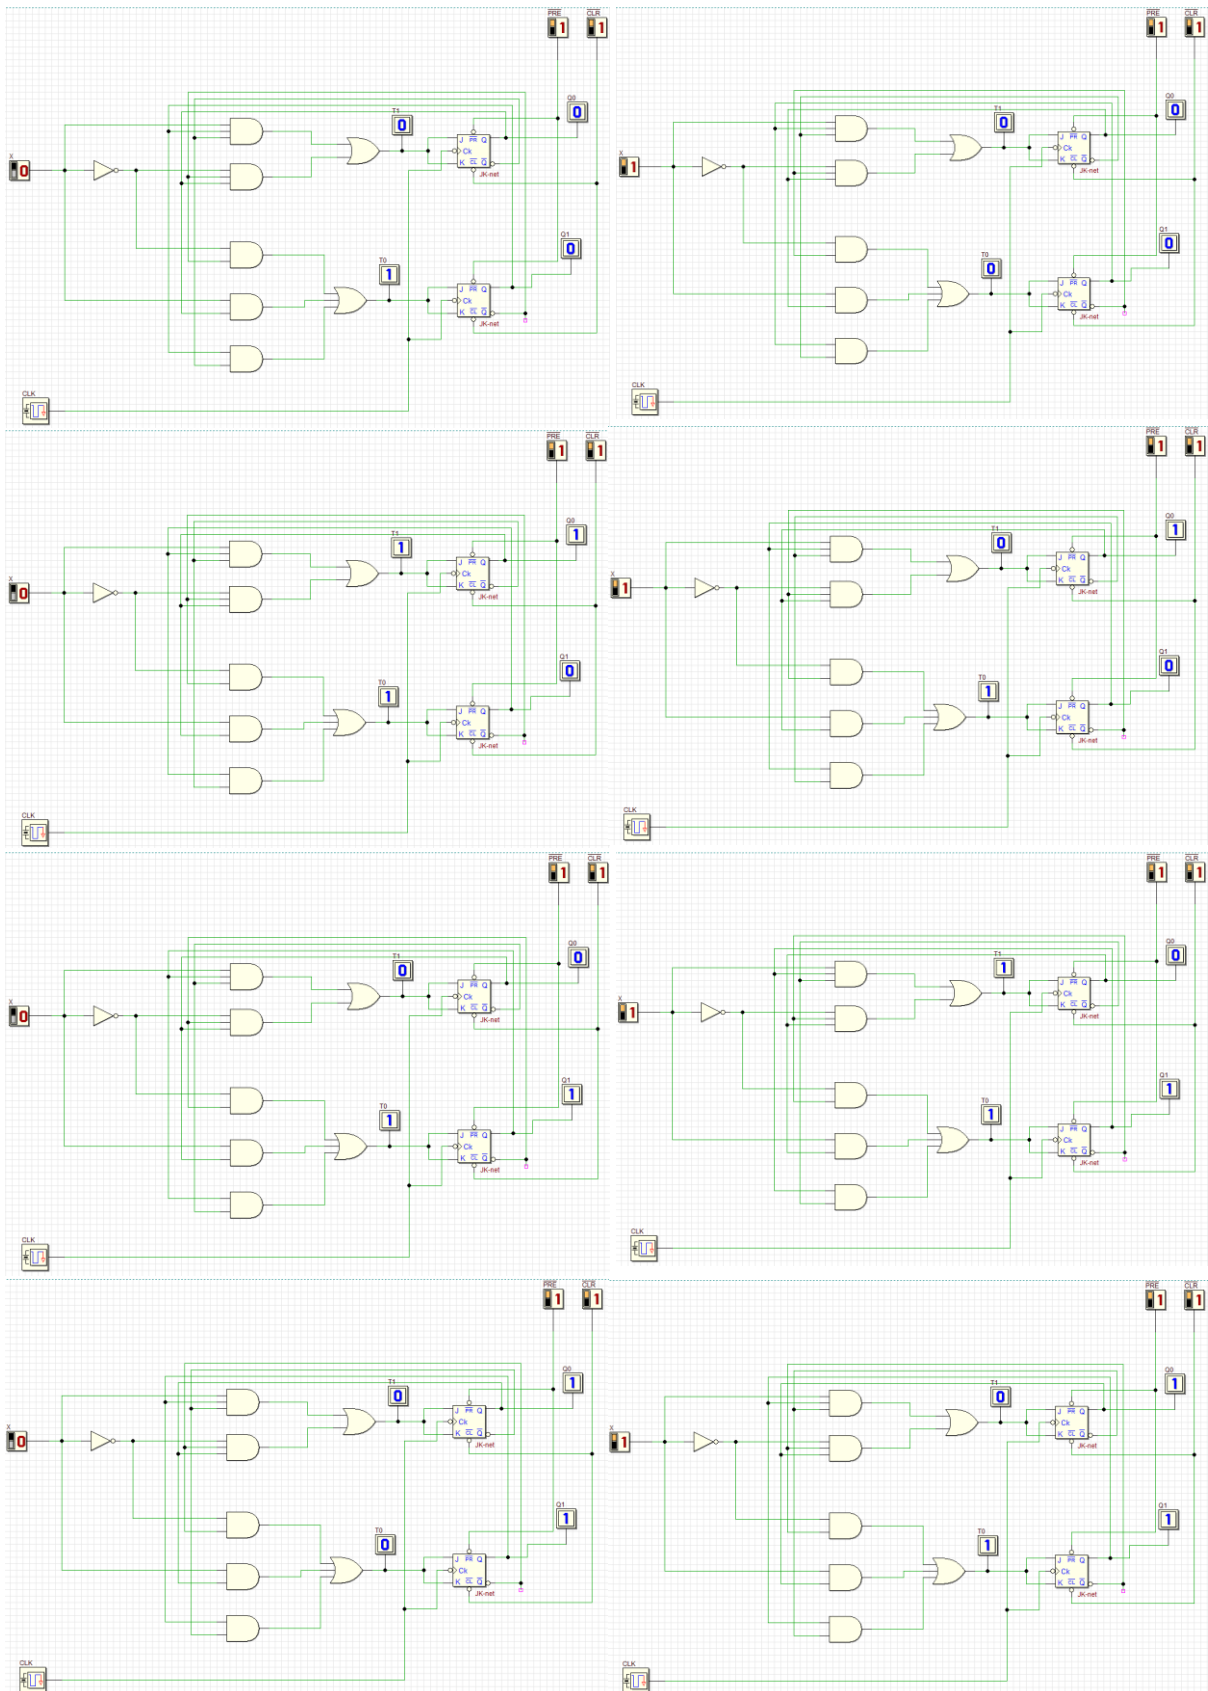 PRE CLR
1 1
Q0
0
T1
0
J PR Q
Ck
K CL Q
JK-net
X
0
Q1
0
T0
1
J PR Q
Ck
K CL Q
JK-net
CLK
PRE CLR
1 1
Q0
0
T1
0
J PR Q
Ck
K CL Q
JK-net
X
1
Q1
0
T0
0
J PR Q
Ck
K CL Q
JK-net
CLK
PRE CLR
1 1
Q0
1
T1
1
J PR Q
Ck
K CL Q
JK-net
X
0
Q1
0
T0
1
J PR Q
Ck
K CL Q
JK-net
CLK
PRE CLR
1 1
Q0
1
T1
0
J PR Q
Ck
K CL Q
JK-net
X
1
Q1
0
T0
1
J PR Q
Ck
K CL Q
JK-net
CLK
PRE CLR
1 1
Q0
0
T1
0
J PR Q
Ck
K CL Q
JK-net
X
0
Q1
1
T0
1
J PR Q
Ck
K CL Q
JK-net
CLK
PRE CLR
1 1
Q0
0
T1
1
J PR Q
Ck
K CL Q
JK-net
X
1
Q1
1
T0
1
J PR Q
Ck
K CL Q
JK-net
CLK
PRE CLR
1 1
Q0
1
T1
0
J PR Q
Ck
K CL Q
JK-net
X
0
Q1
1
T0
0
J PR Q
Ck
K CL Q
JK-net
CLK
PRE CLR
1 1
Q0
1
T1
0
J PR Q
Ck
K CL Q
JK-net
X
1
Q1
1
T0
1
J PR Q
Ck
K CL Q
JK-net
CLK